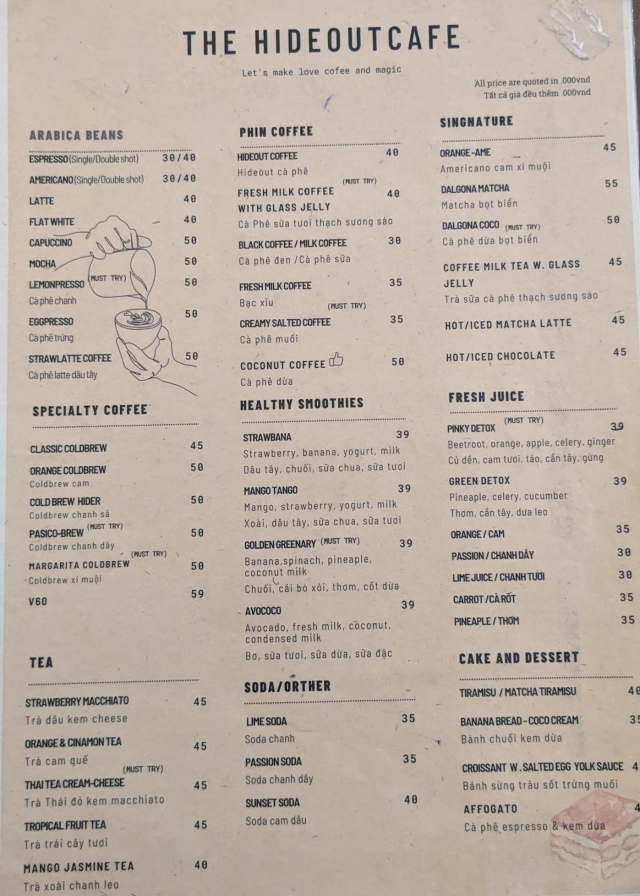 THE HIDEOUTCAFE
Let's make love cofee and magic
All price are quoted in .000vnd
Tất cả giá đều thêm .000vnd
ARABICA BEANS
ESPRESSO (Single/Double shot) 30/40
AMERICANO (Single/Double shot) 30/40
LATTE 40
FLAT WHITE 40
CAPUCCINO 50
MOCHA 50
LEMONPRESSO (MUST TRY) 50
Cà phê chanh
EGGPRESSO 50
Cà phê trứng
STRAWLATTE COFFEE 50
Cà phê latte dâu tây
SPECIALTY COFFEE
CLASSIC COLDBREW 45
ORANGE COLDBREW 50
Coldbrew cam
COLD BREW HIDER 50
Coldbrew chanh sả
PASICO-BREW (MUST TRY) 50
Coldbrew chanh dây
(MUST TRY)
MARGARITA COLDBREW 50
Coldbrew xí muội
V60 59
TEA
STRAWBERRY MACCHIATO 45
Trà dâu kem cheese
ORANGE & CINAMON TEA 45
Trà cam quế
(MUST TRY)
THAI TEA CREAM-CHEESE 45
Trà Thái đỏ kem macchiato
TROPICAL FRUIT TEA 45
Trà trái cây tươi
MANGO JASMINE TEA 40
Trà xoài chanh leo
PHIN COFFEE
HIDEOUT COFFEE 40
Hideout cà phê
(MUST TRY)
FRESH MILK COFFEE 40
WITH GLASS JELLY
Cà Phê sữa tươi thạch sương sáo
BLACK COFFEE / MILK COFFEE 30
Cà phê đen /Cà phê sữa
FRESH MILK COFFEE 35
Bạc xỉu
(MUST TRY)
CREAMY SALTED COFFEE 35
Cà phê muối
COCONUT COFFEE 50
Cà phê dừa
HEALTHY SMOOTHIES
STRAWBANA 39
Strawberry, banana, yogurt, milk
Dâu tây, chuối, sữa chua, sữa tươi
MANGO TANGO 39
Mango, strawberry, yogurt, milk
Xoài, dâu tây, sữa chua, sữa tươi
GOLDEN GREENARY (MUST TRY) 39
Banana, spinach, pineaple,
coconut milk
Chuối, cải bó xôi, thơm, cốt dừa
AVOCOCO 39
Avocado, fresh milk, coconut,
condensed milk
Bơ, sữa tươi, sữa dừa, sữa đặc
SODA/ORTHER
LIME SODA 35
Soda chanh
PASSION SODA 35
Soda chanh dây
SUNSET SODA 40
Soda cam dâu
SINGNATURE
ORANGE-AME 45
Americano cam xí muội
DALGONA MATCHA 55
Matcha bọt biển
DALGONA COCO (MUST TRY) 50
Cà phê dừa bọt biển
COFFEE MILK TEA W. GLASS 45
JELLY
Trà sữa cà phê thạch sương sáo
HOT/ICED MATCHA LATTE 45
HOT/ICED CHOCOLATE 45
FRESH JUICE
(MUST TRY)
PINKY DETOX 39
Beetroot, orange, apple, celery, ginger
Củ dền, cam tươi, táo, cần tây, gừng
GREEN DETOX 39
Pineaple, celery, cucumber
Thơm, cần tây, dưa leo
ORANGE / CAM 35
PASSION / CHANH DÂY 30
LIME JUICE / CHANH TƯƠI 30
CARROT /CÀ RỐT 35
PINEAPLE / THƠM 35
CAKE AND DESSERT
TIRAMISU / MATCHA TIRAMISU 40
BANANA BREAD - COCO CREAM 35
Bánh chuối kem dừa
CROISSANT W. SALTED EGG YOLK SAUCE 4
Bánh sừng trâu sốt trứng muối
AFFOGATO 4
Cà phê espresso & kem dừa